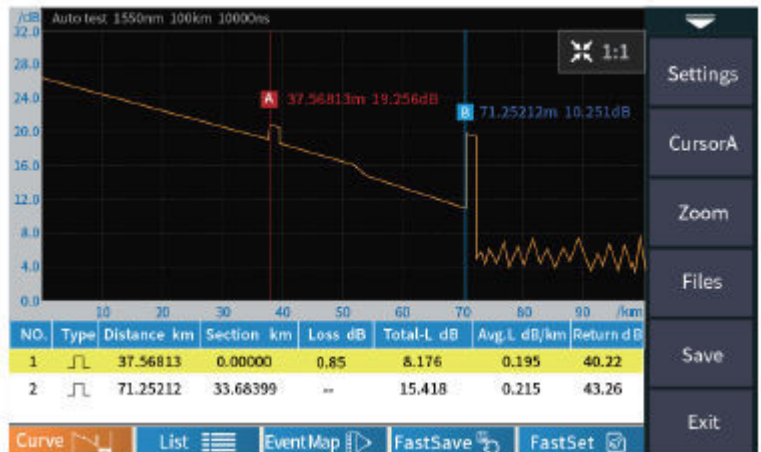 /dB Auto test 1550nm 100km 10000ns
32.0
28.0
24.0
20.0
16.0
12.0
8.0
4.0
0.0
1:1
A 37.56813m 19.256dB
B 71.25212m 10.251dB
10 20 30 40 50 60 70 80 90 /km
NO. Type Distance km Section km Loss dB Total-L dB Avg.L dB/km Return dB
1 37.56813 0.00000 0.85 8.176 0.195 40.22
2 71.25212 33.68399 -- 15.418 0.215 43.26
Curve List Event Map FastSave FastSet
Settings
CursorA
Zoom
Files
Save
Exit